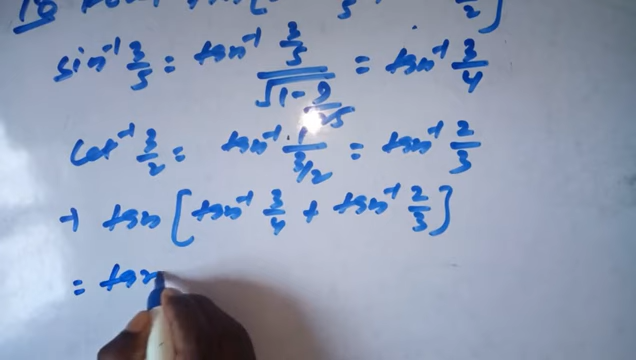 sin⁻¹ 3/5 = tan⁻¹ (3/5)/√(1-9/25) = tan⁻¹ 3/4
cot⁻¹ 3/2 = tan⁻¹ 1/(3/2) = tan⁻¹ 2/3
→ tan [tan⁻¹ 3/4 + tan⁻¹ 2/3]
= tan